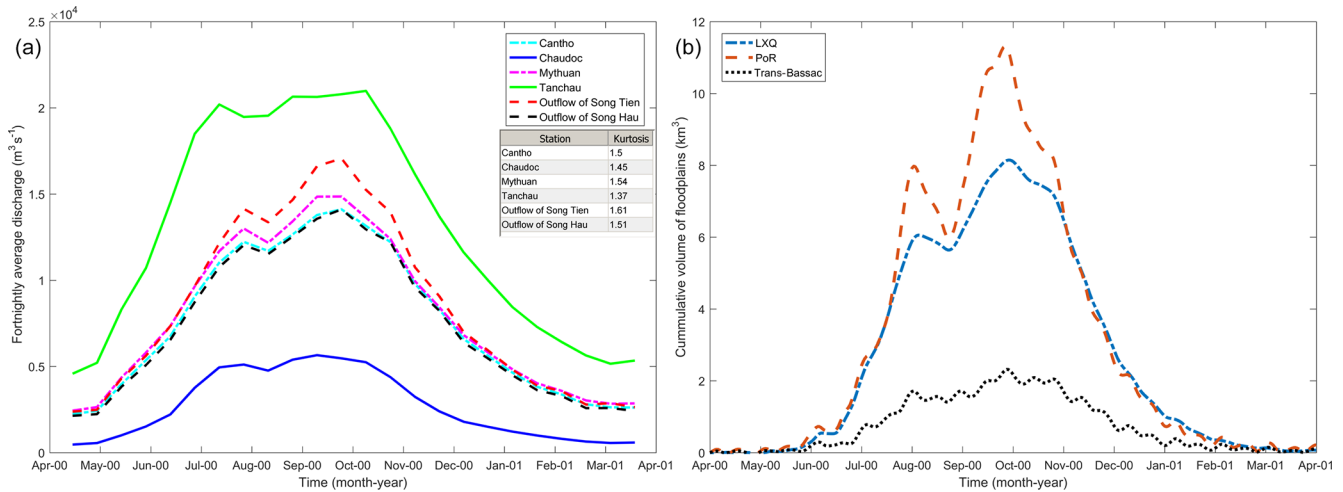 (a)
2.5 ×10⁴
2
1.5
1
0.5
0
Fortnightly average discharge (m³ s⁻¹)
Apr-00 May-00 Jun-00 Jul-00 Aug-00 Sep-00 Oct-00 Nov-00 Dec-00 Jan-01 Feb-01 Mar-01 Apr-01
Time (month-year)
Cantho
Chaudoc
Mythuan
Tanchau
Outflow of Song Tien
Outflow of Song Hau
Station Kurtosis
Cantho 1.5
Chaudoc 1.45
Mythuan 1.54
Tanchau 1.37
Outflow of Song Tien 1.61
Outflow of Song Hau 1.51
(b)
12
10
8
6
4
2
0
Cummulative volume of floodplains (km³)
Apr-00 May-00 Jun-00 Jul-00 Aug-00 Sep-00 Oct-00 Nov-00 Dec-00 Jan-01 Feb-01 Mar-01 Apr-01
Time (month-year)
LXQ
PoR
Trans-Bassac